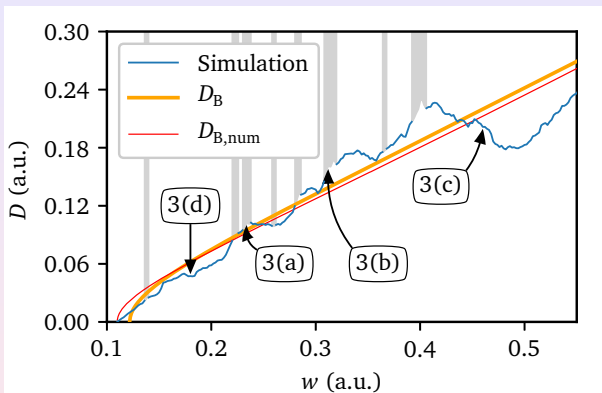 0.30
0.24
0.18
0.12
0.06
0.00
D (a.u.)
Simulation
D_B
D_B,num
3(d)
3(a)
3(b)
3(c)
0.1 0.2 0.3 0.4 0.5
w (a.u.)